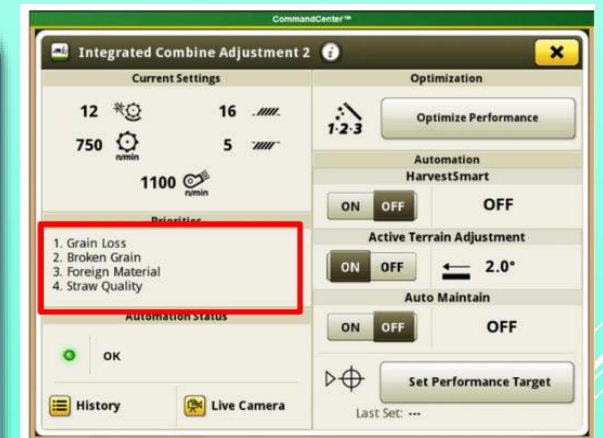 CommandCenter™
Integrated Combine Adjustment 2
Current Settings
12
16
750
n/min
5
1100
n/min
Priorities
1. Grain Loss
2. Broken Grain
3. Foreign Material
4. Straw Quality
Automation Status
OK
History
Live Camera
Optimization
1·2·3
Optimize Performance
Automation
HarvestSmart
ON OFF
OFF
Active Terrain Adjustment
ON OFF
2.0°
Auto Maintain
ON OFF
OFF
Set Performance Target
Last Set: ---